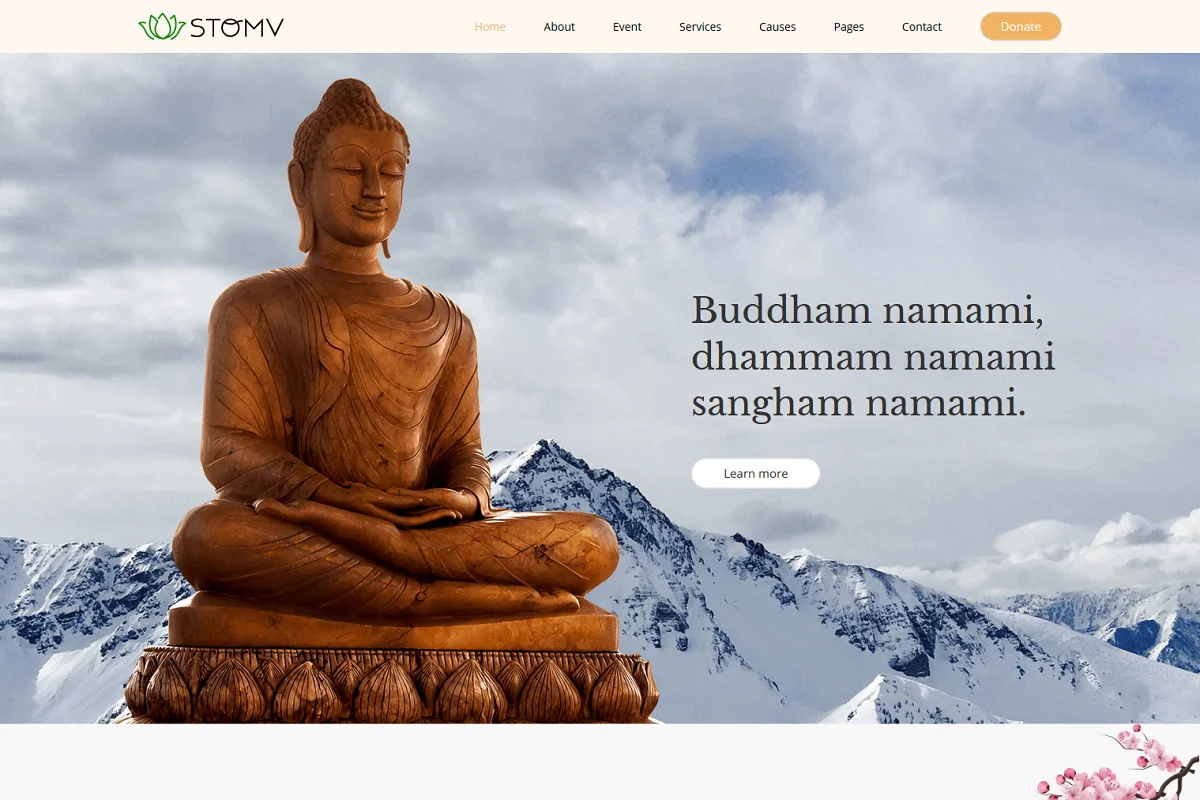 STOMV
Home About Event Services Causes Pages Contact Donate
Buddham namami,
dhammam namami
sangham namami.
Learn more